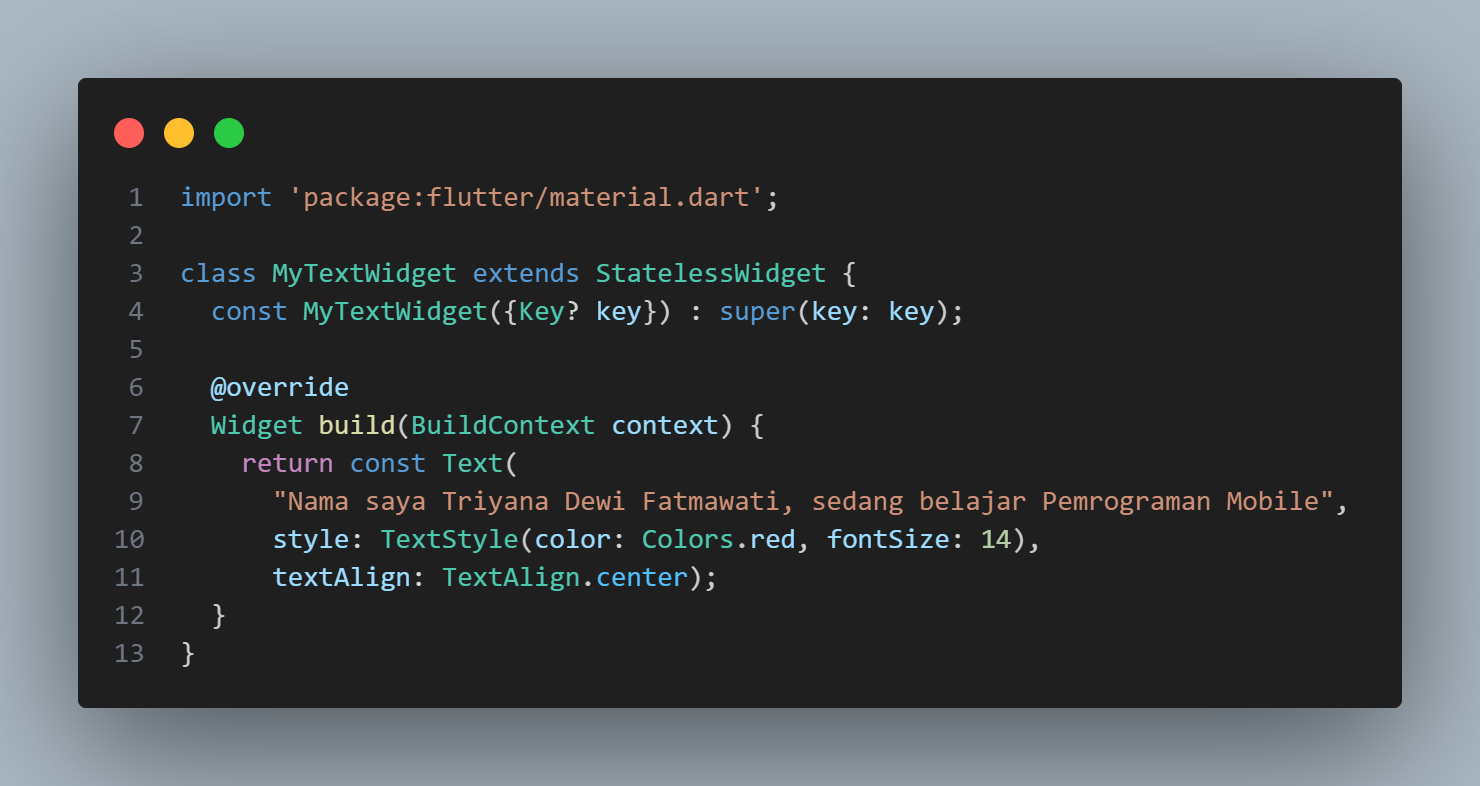 1 import 'package:flutter/material.dart';
2
3 class MyTextWidget extends StatelessWidget {
4   const MyTextWidget({Key? key}) : super(key: key);
5
6   @override
7   Widget build(BuildContext context) {
8     return const Text(
9       "Nama saya Triyana Dewi Fatmawati, sedang belajar Pemrograman Mobile",
10       style: TextStyle(color: Colors.red, fontSize: 14),
11       textAlign: TextAlign.center);
12   }
13 }